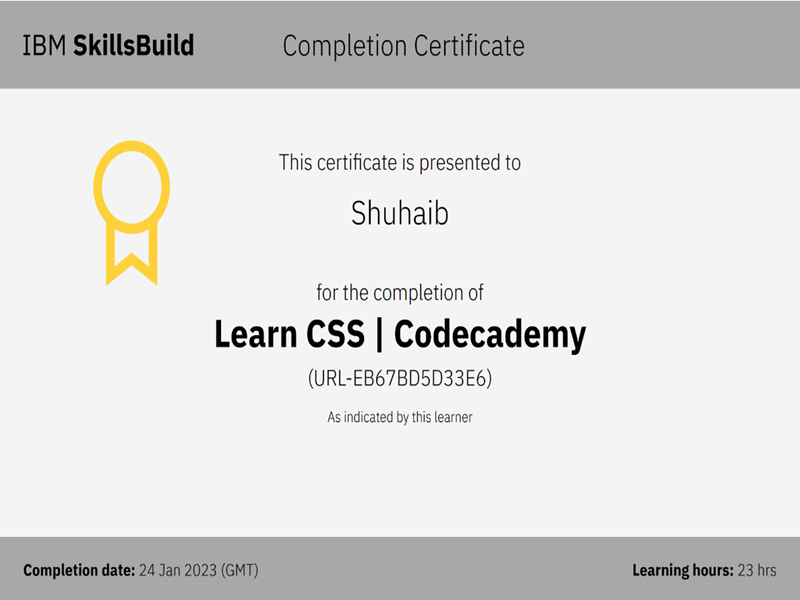 IBM SkillsBuild
Completion Certificate
This certificate is presented to
Shuhaib
for the completion of
Learn CSS | Codecademy
(URL-EB67BD5D33E6)
As indicated by this learner
Completion date: 24 Jan 2023 (GMT)
Learning hours: 23 hrs